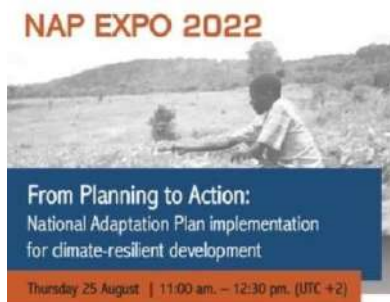 NAP EXPO 2022
From Planning to Action:
National Adaptation Plan implementation
for climate-resilient development
Thursday 25 August | 11:00 am. – 12:30 pm. (UTC +2)